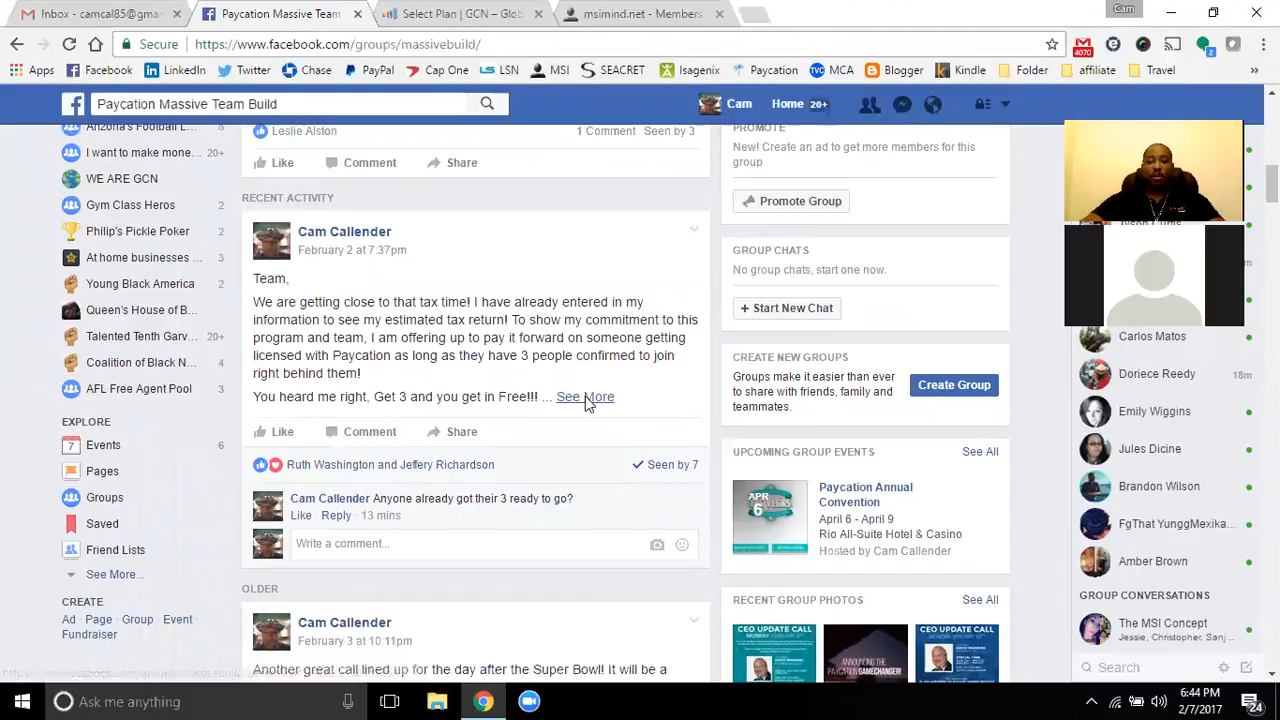 Inbox - camcal85@gmail
Paycation Massive Team
Select Plan | GCN – Glob
msimind.net - Members
Cam
Secure https://www.facebook.com/groups/massivebuild/
4070
2
Apps Facebook LinkedIn Twitter Chase PayPal Cap One LSN MSI SEACRET Isagenix Paycation MCA Blogger Kindle Folder affiliate Travel
Paycation Massive Team Build
Cam Home 20+
Arizona's Football L... 8
I want to make mone... 20+
WE ARE GCN
Gym Class Heros 2
Philip's Pickle Poker 2
At home businesses ... 3
Young Black America 2
Queen's House of B...
Talented Tenth Garv... 20+
Coalition of Black N... 4
AFL Free Agent Pool 3
EXPLORE
Events 6
Pages
Groups
Saved
Friend Lists
See More...
CREATE
Ad Page Group Event
Fundraiser
Leslie Alston 1 Comment Seen by 3
Like Comment Share
RECENT ACTIVITY
Cam Callender
February 2 at 7:37pm
Team,
We are getting close to that tax time! I have already entered in my
information to see my estimated tax return! To show my commitment to this
program and team, I am offering up to pay it forward on someone getting
licensed with Paycation as long as they have 3 people confirmed to join
right behind them!
You heard me right, Get 3 and you get in Free!!! ... See More
Like Comment Share
Ruth Washington and Jeffery Richardson Seen by 7
Cam Callender Anyone already got their 3 ready to go?
Like · Reply · 13 mins
Write a comment...
OLDER
Cam Callender
February 3 at 10:11pm
Another great call lined up for the day after the Super Bowl! It will be a
PROMOTE
New! Create an ad to get more members for this
group
Promote Group
GROUP CHATS
No group chats, start one now.
+ Start New Chat
CREATE NEW GROUPS
Groups make it easier than ever
to share with friends, family and
teammates.
Create Group
UPCOMING GROUP EVENTS See All
APR
6
Paycation Annual
Convention
April 6 - April 9
Rio All-Suite Hotel & Casino
Hosted by Cam Callender
RECENT GROUP PHOTOS See All
CEO UPDATE CALL
ANNOUNCING THE
PAYCATION GAMECHANGER!
CEO UPDATE CALL
Carlos Matos
Doriece Reedy 18m
Emily Wiggins
Jules Dicine
Brandon Wilson
FgThat YunggMexika...
Amber Brown
GROUP CONVERSATIONS
The MSI Concept
Jessie, Christopher, Sanj...
Search
Ask me anything
6:44 PM
2/7/2017
24